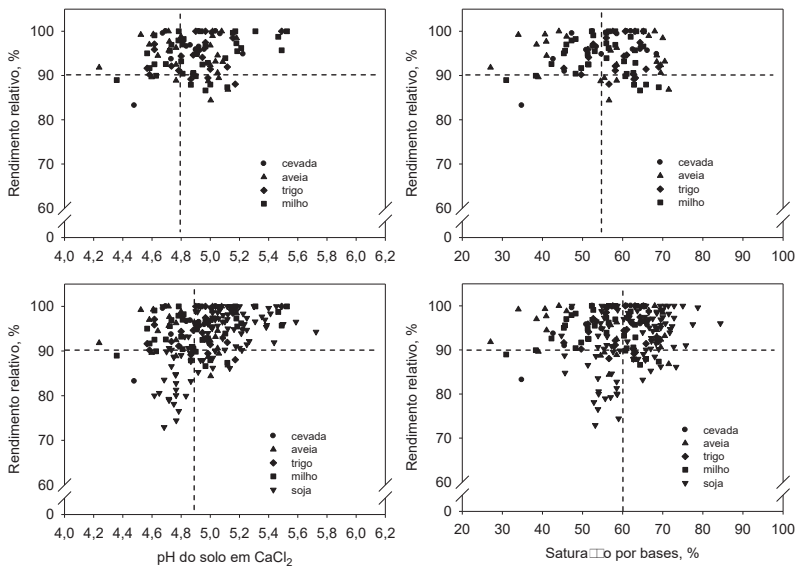 Rendimento relativo, %
100
90
80
70
60
0
cevada
aveia
trigo
milho
4,0 4,2 4,4 4,6 4,8 5,0 5,2 5,4 5,6 5,8 6,0 6,2
Rendimento relativo, %
100
90
80
70
60
0
cevada
aveia
trigo
milho
20 30 40 50 60 70 80 90 100
Rendimento relativo, %
100
90
80
70
60
0
cevada
aveia
trigo
milho
soja
4,0 4,2 4,4 4,6 4,8 5,0 5,2 5,4 5,6 5,8 6,0 6,2
pH do solo em CaCl₂
Rendimento relativo, %
100
90
80
70
60
0
cevada
aveia
trigo
milho
soja
20 30 40 50 60 70 80 90 100
Satura□□o por bases, %